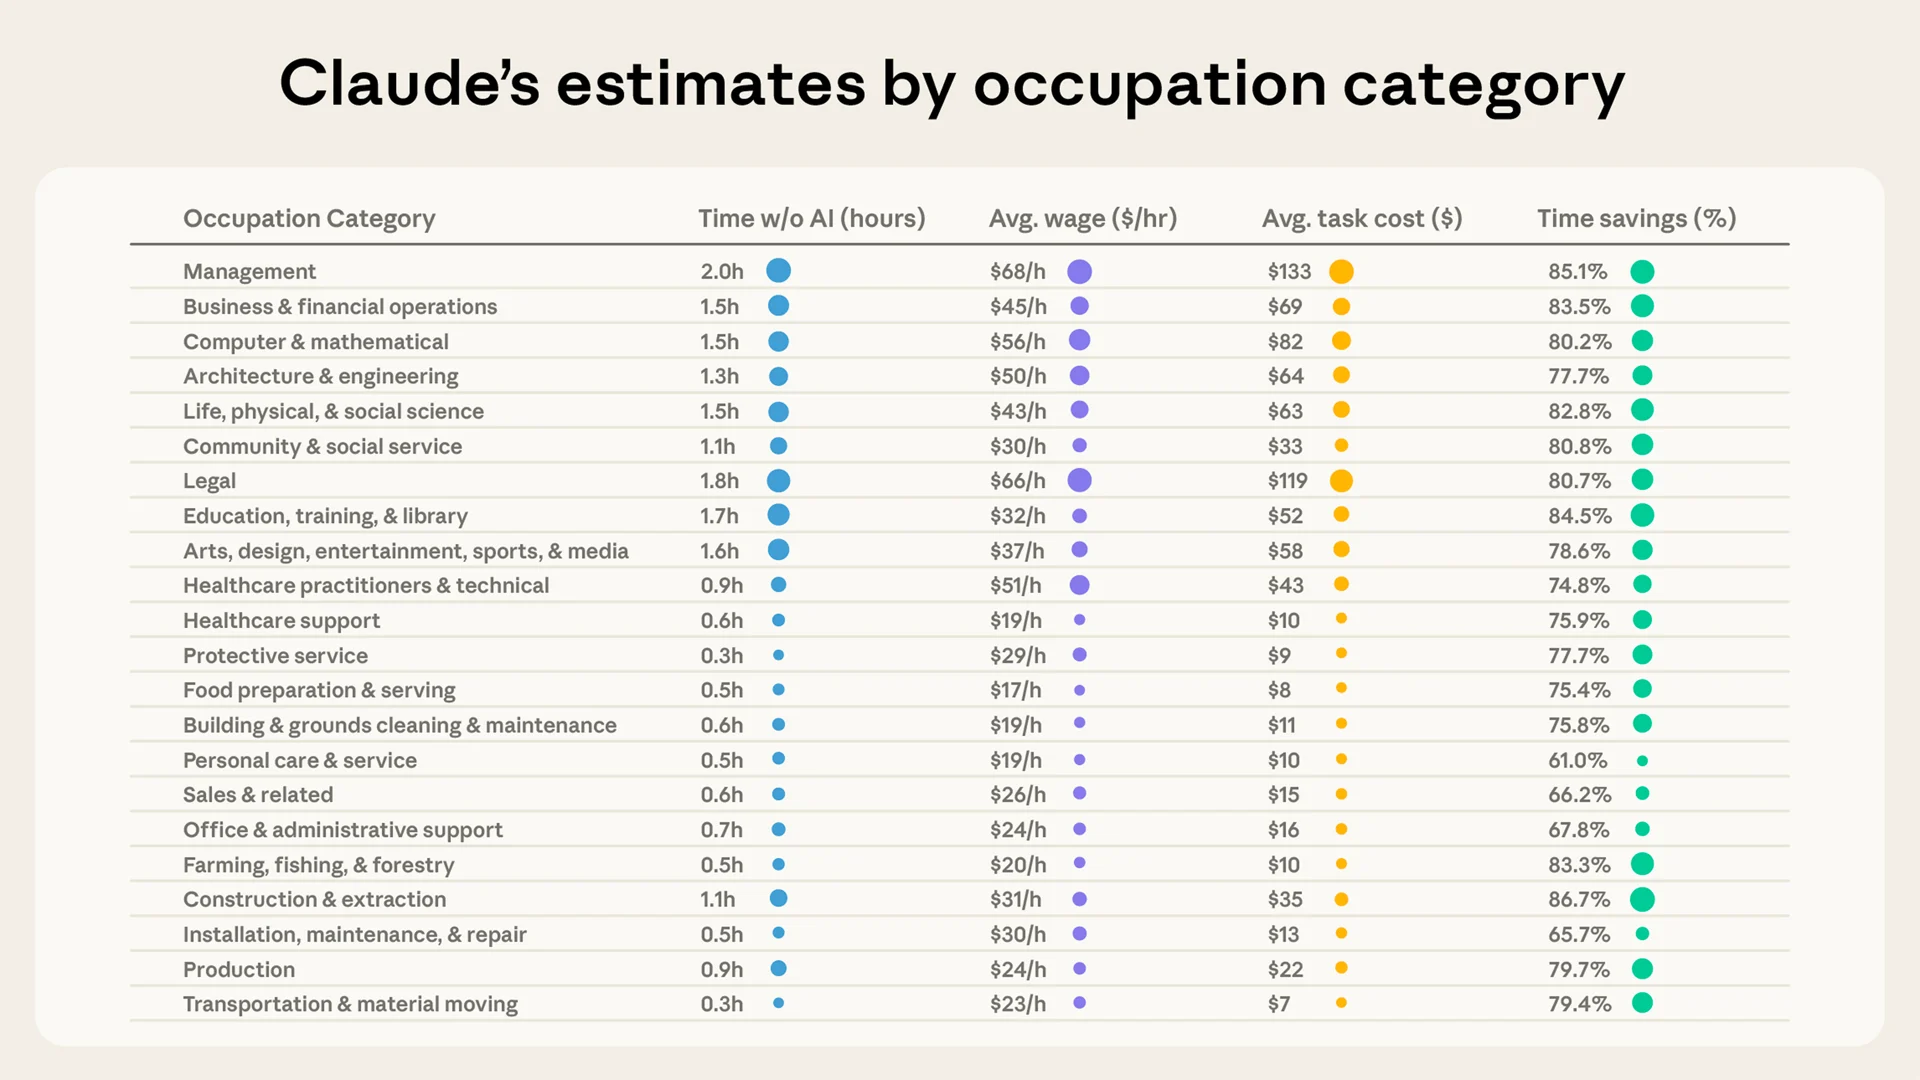 Claude’s estimates by occupation category
Occupation Category Time w/o AI (hours) Avg. wage ($/hr) Avg. task cost ($) Time savings (%)
Management 2.0h $68/h $133 85.1%
Business & financial operations 1.5h $45/h $69 83.5%
Computer & mathematical 1.5h $56/h $82 80.2%
Architecture & engineering 1.3h $50/h $64 77.7%
Life, physical, & social science 1.5h $43/h $63 82.8%
Community & social service 1.1h $30/h $33 80.8%
Legal 1.8h $66/h $119 80.7%
Education, training, & library 1.7h $32/h $52 84.5%
Arts, design, entertainment, sports, & media 1.6h $37/h $58 78.6%
Healthcare practitioners & technical 0.9h $51/h $43 74.8%
Healthcare support 0.6h $19/h $10 75.9%
Protective service 0.3h $29/h $9 77.7%
Food preparation & serving 0.5h $17/h $8 75.4%
Building & grounds cleaning & maintenance 0.6h $19/h $11 75.8%
Personal care & service 0.5h $19/h $10 61.0%
Sales & related 0.6h $26/h $15 66.2%
Office & administrative support 0.7h $24/h $16 67.8%
Farming, fishing, & forestry 0.5h $20/h $10 83.3%
Construction & extraction 1.1h $31/h $35 86.7%
Installation, maintenance, & repair 0.5h $30/h $13 65.7%
Production 0.9h $24/h $22 79.7%
Transportation & material moving 0.3h $23/h $7 79.4%